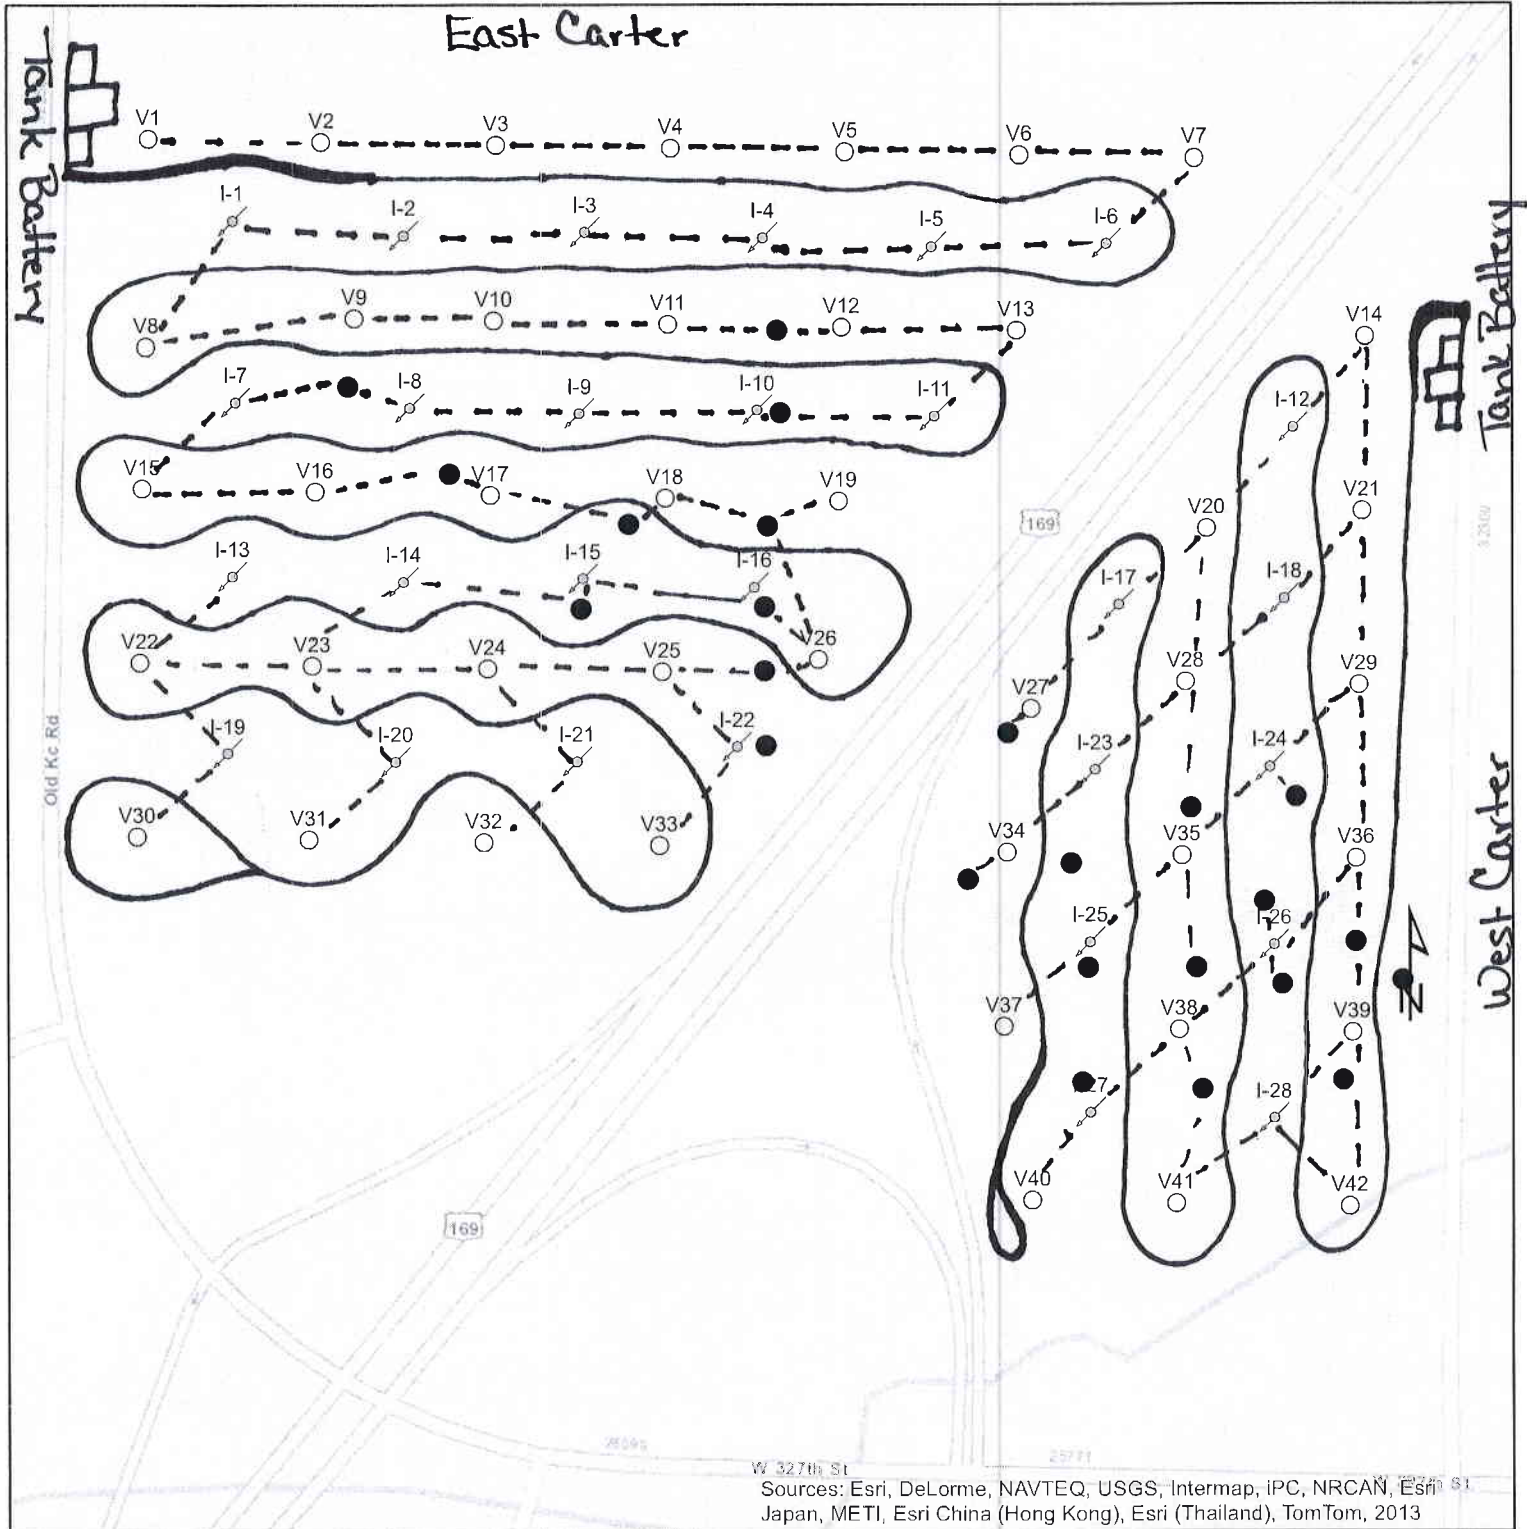 East Carter
Tank Battery
V1 V2 V3 V4 V5 V6 V7
I-1 I-2 I-3 I-4 I-5 I-6
Tank Battery
V8 V9 V10 V11 V12 V13 V14
I-7 I-8 I-9 I-10 I-11 I-12
V15 V16 V17 V18 V19 V20 V21
169
I-13 I-14 I-15 I-16 I-17 I-18
V22 V23 V24 V25 V26 V27 V28 V29
Old Kc Rd
I-19 I-20 I-21 I-22 I-23 I-24
West Carter
V30 V31 V32 V33 V34 V35 V36
I-25 I-26
N
V37 V38 V39
27 I-28
V40 V41 V42
169
W 327th St
Sources: Esri, DeLorme, NAVTEQ, USGS, Intermap, iPC, NRCAN, Esri
Japan, METI, Esri China (Hong Kong), Esri (Thailand), TomTom, 2013